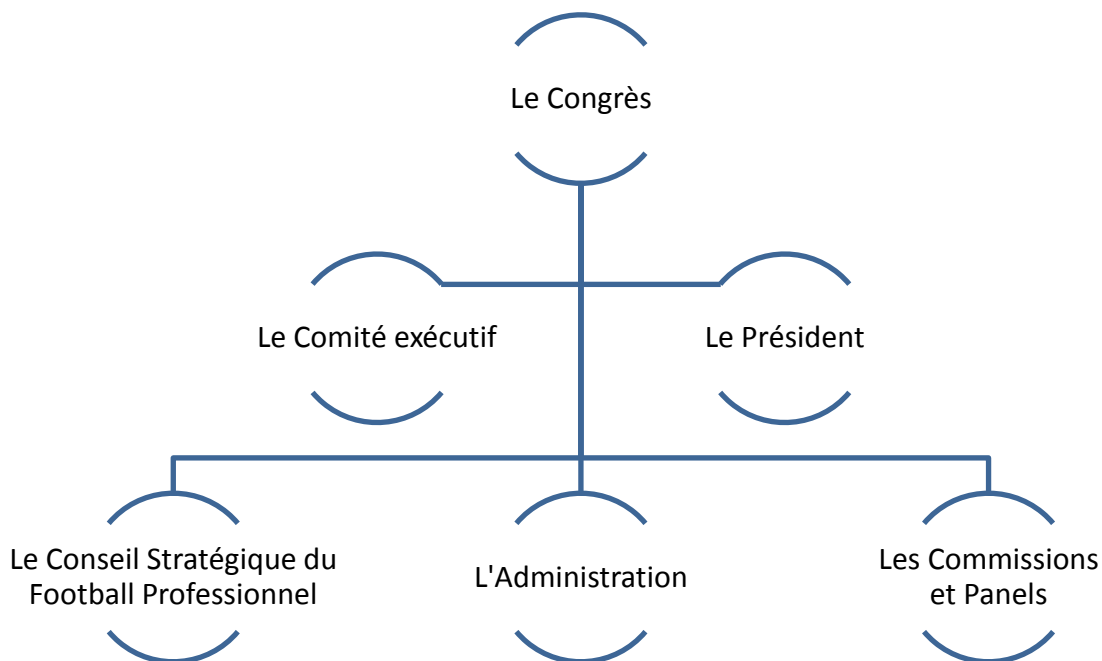 Le Congrès
Le Comité exécutif
Le Président
Le Conseil Stratégique du
Football Professionnel
L'Administration
Les Commissions
et Panels